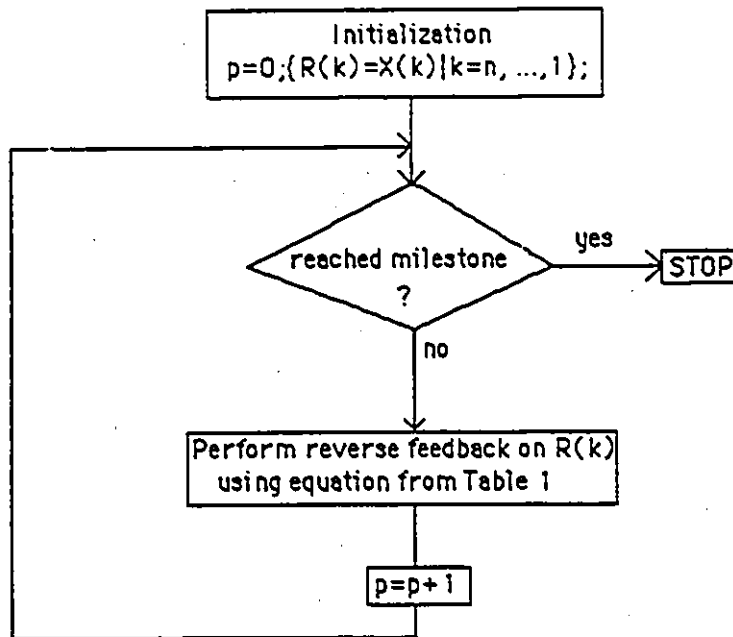 Initialization
p=0;{R(k)=X(k)|k=n, ...,1};
reached milestone
?
yes
STOP
no
Perform reverse feedback on R(k)
using equation from Table 1
p=p+1